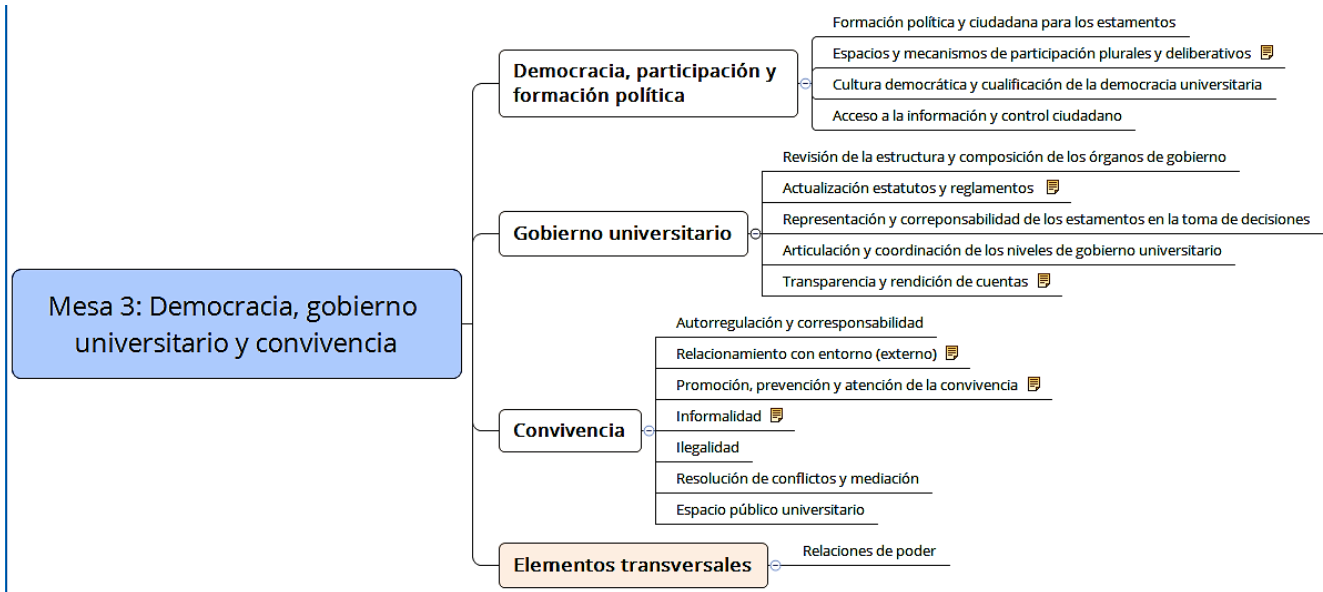 Mesa 3: Democracia, gobierno
universitario y convivencia
Democracia, participación y
formación política
Formación política y ciudadana para los estamentos
Espacios y mecanismos de participación plurales y deliberativos
Cultura democrática y cualificación de la democracia universitaria
Acceso a la información y control ciudadano
Gobierno universitario
Revisión de la estructura y composición de los órganos de gobierno
Actualización estatutos y reglamentos
Representación y correponsabilidad de los estamentos en la toma de decisiones
Articulación y coordinación de los niveles de gobierno universitario
Transparencia y rendición de cuentas
Convivencia
Autorregulación y corresponsabilidad
Relacionamiento con entorno (externo)
Promoción, prevención y atención de la convivencia
Informalidad
Ilegalidad
Resolución de conflictos y mediación
Espacio público universitario
Elementos transversales
Relaciones de poder